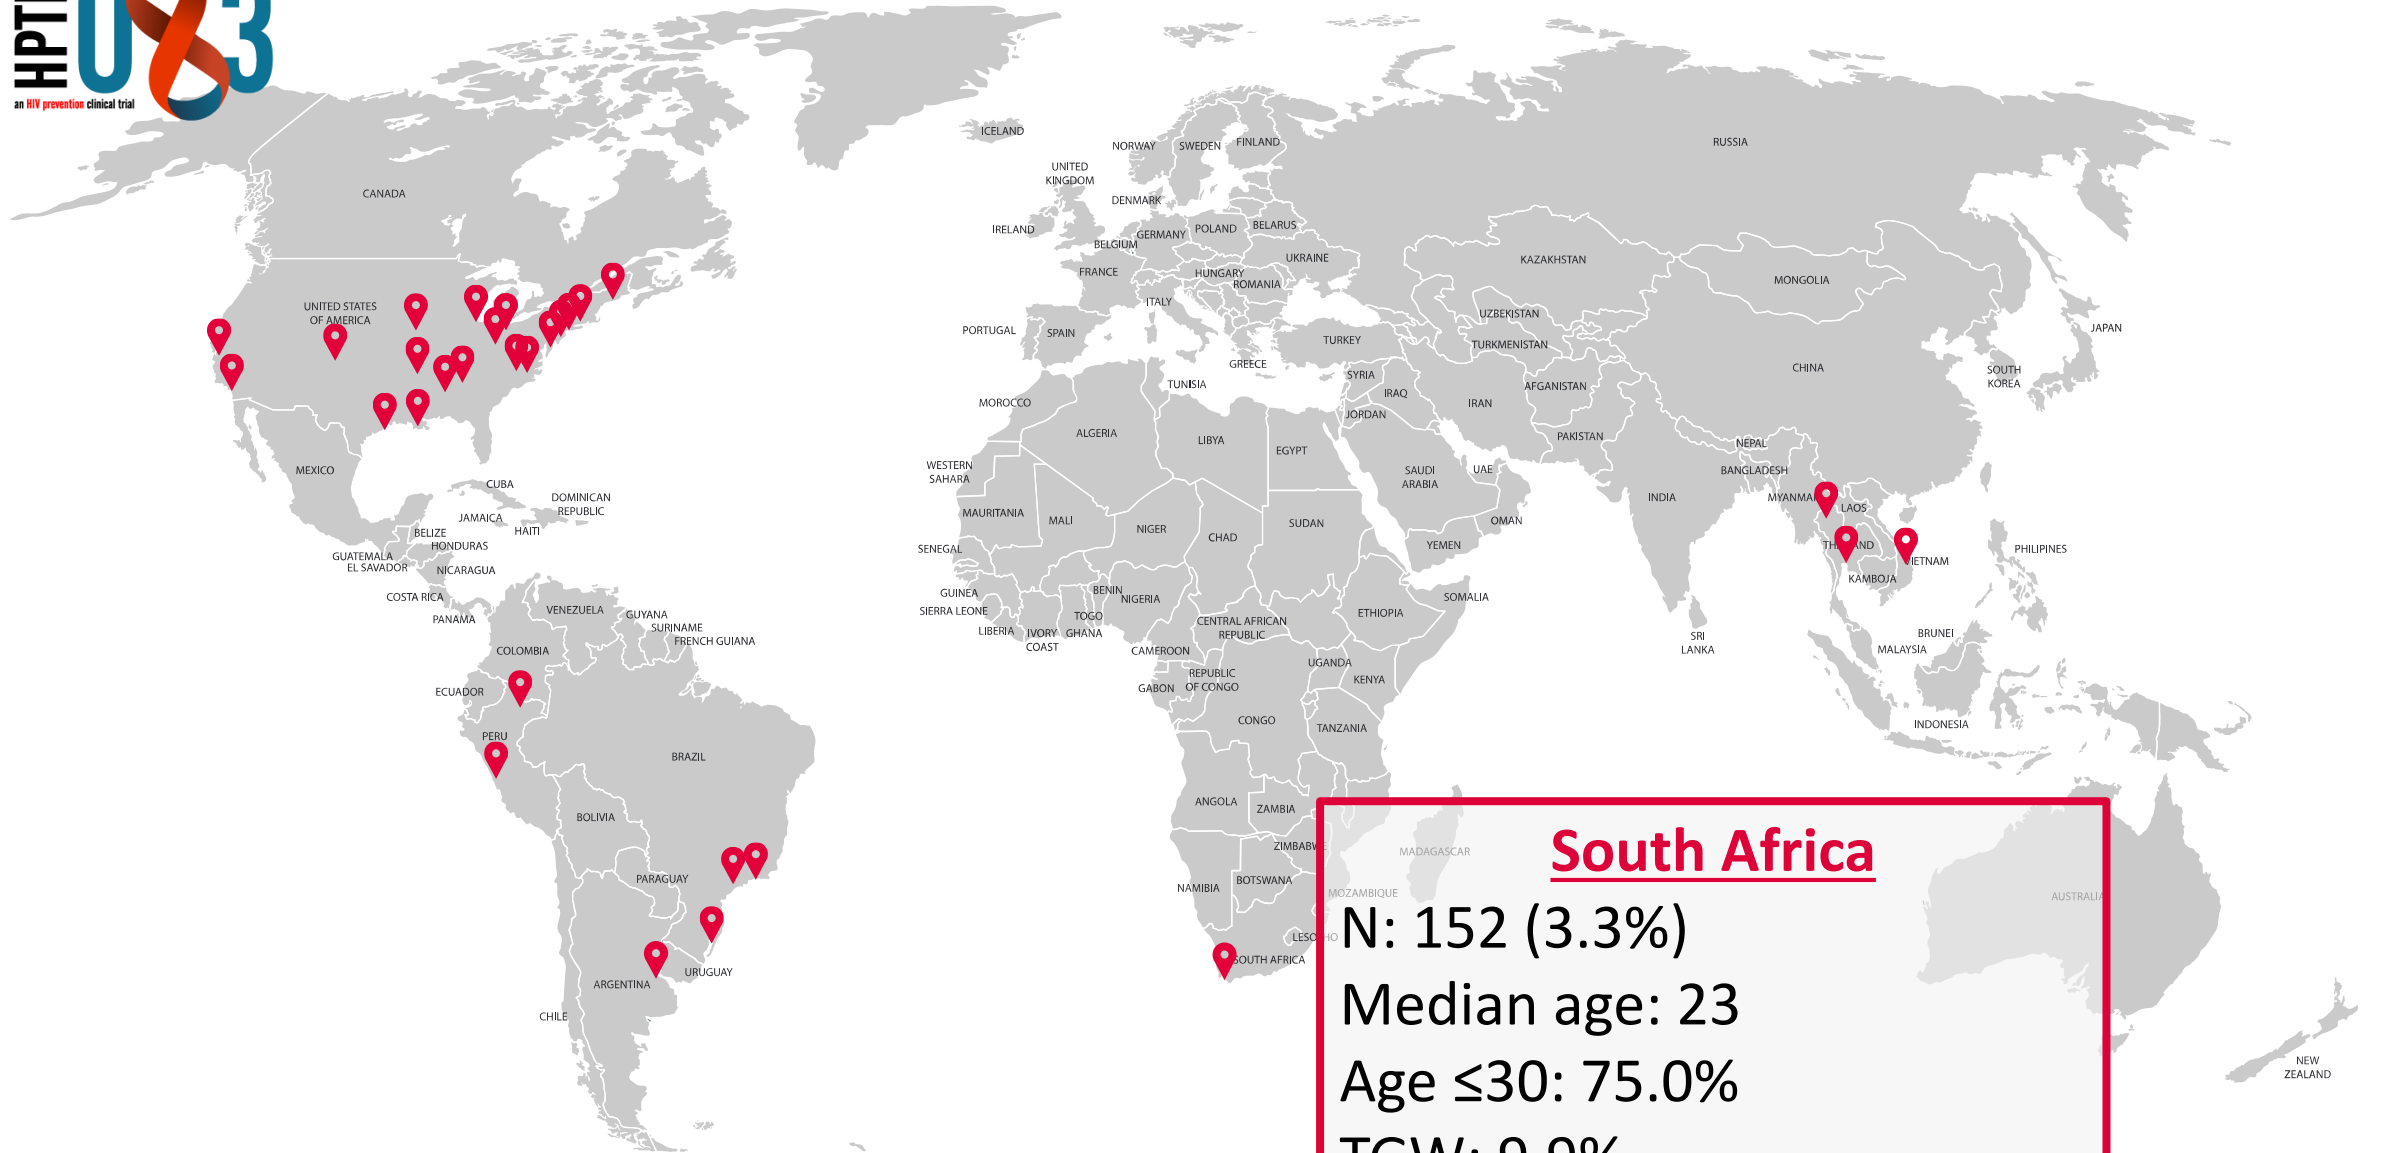 083
an HIV prevention clinical trial
ICELAND
NORWAY
SWEDEN
FINLAND
RUSSIA
UNITED
KINGDOM
CANADA
DENMARK
IRELAND
BELGIUM
GERMANY
POLAND
BELARUS
UKRAINE
FRANCE
HUNGARY
ROMANIA
KAZAKHSTAN
MONGOLIA
ITALY
UNITED STATES
OF AMERICA
UZBEKISTAN
PORTUGAL
SPAIN
TURKEY
TURKMENISTAN
JAPAN
GREECE
CHINA
SOUTH
KOREA
SYRIA
TUNISIA
IRAQ
AFGANISTAN
MOROCCO
IRAN
JORDAN
ALGERIA
LIBYA
PAKISTAN
NEPAL
EGYPT
MEXICO
WESTERN
SAHARA
SAUDI
ARABIA
UAE
BANGLADESH
CUBA
DOMINICAN
REPUBLIC
INDIA
MYANMA
LAOS
MAURITANIA
JAMAICA
MALI
NIGER
SUDAN
OMAN
HAITI
BELIZE
HONDURAS
CHAD
YEMEN
TH ND
PHILIPINES
SENEGAL
GUATEMALA
EL SAVADOR
NICARAGUA
IETNAM
KAMBOJA
COSTA RICA
GUINEA
BENIN
NIGERIA
SOMALIA
VENEZUELA
SIERRA LEONE
TOGO
ETHIOPIA
PANAMA
GUYANA
SURINAME
FRENCH GUIANA
LIBERIA
IVORY
COAST
GHANA
CENTRAL AFRICAN
REPUBLIC
SRI
LANKA
BRUNEI
MALAYSIA
COLOMBIA
CAMEROON
UGANDA
KENYA
ECUADOR
GABON
REPUBLIC
OF CONGO
CONGO
TANZANIA
INDONESIA
PERU
BRAZIL
ANGOLA
ZAMBIA
BOLIVIA
ZIMBABWE
MADAGASCAR
PARAGUAY
NAMIBIA
BOTSWANA
MOZAMBIQUE
AUSTRALIA
LESOTHO
SOUTH AFRICA
URUGUAY
ARGENTINA
CHILE
NEW
ZEALAND
South Africa
N: 152 (3.3%)
Median age: 23
Age ≤30: 75.0%